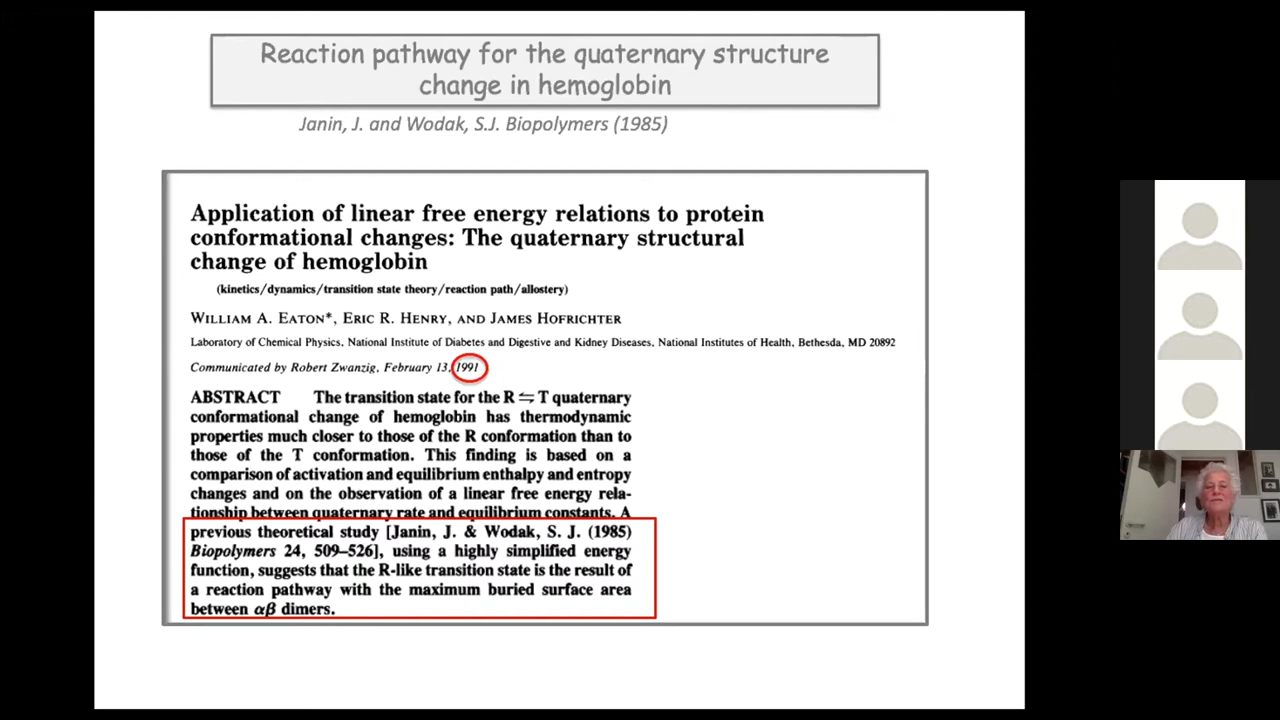 Reaction pathway for the quaternary structure
change in hemoglobin
Janin, J. and Wodak, S.J. Biopolymers (1985)
Application of linear free energy relations to protein
conformational changes: The quaternary structural
change of hemoglobin
(kinetics/dynamics/transition state theory/reaction path/allostery)
WILLIAM A. EATON*, ERIC R. HENRY, AND JAMES HOFRICHTER
Laboratory of Chemical Physics, National Institute of Diabetes and Digestive and Kidney Diseases, National Institutes of Health, Bethesda, MD 20892
Communicated by Robert Zwanzig, February 13, 1991
ABSTRACT The transition state for the R ⇋ T quaternary
conformational change of hemoglobin has thermodynamic
properties much closer to those of the R conformation than to
those of the T conformation. This finding is based on a
comparison of activation and equilibrium enthalpy and entropy
changes and on the observation of a linear free energy rela-
tionship between quaternary rate and equilibrium constants. A
previous theoretical study [Janin, J. & Wodak, S. J. (1985)
Biopolymers 24, 509–526], using a highly simplified energy
function, suggests that the R-like transition state is the result of
a reaction pathway with the maximum buried surface area
between αβ dimers.